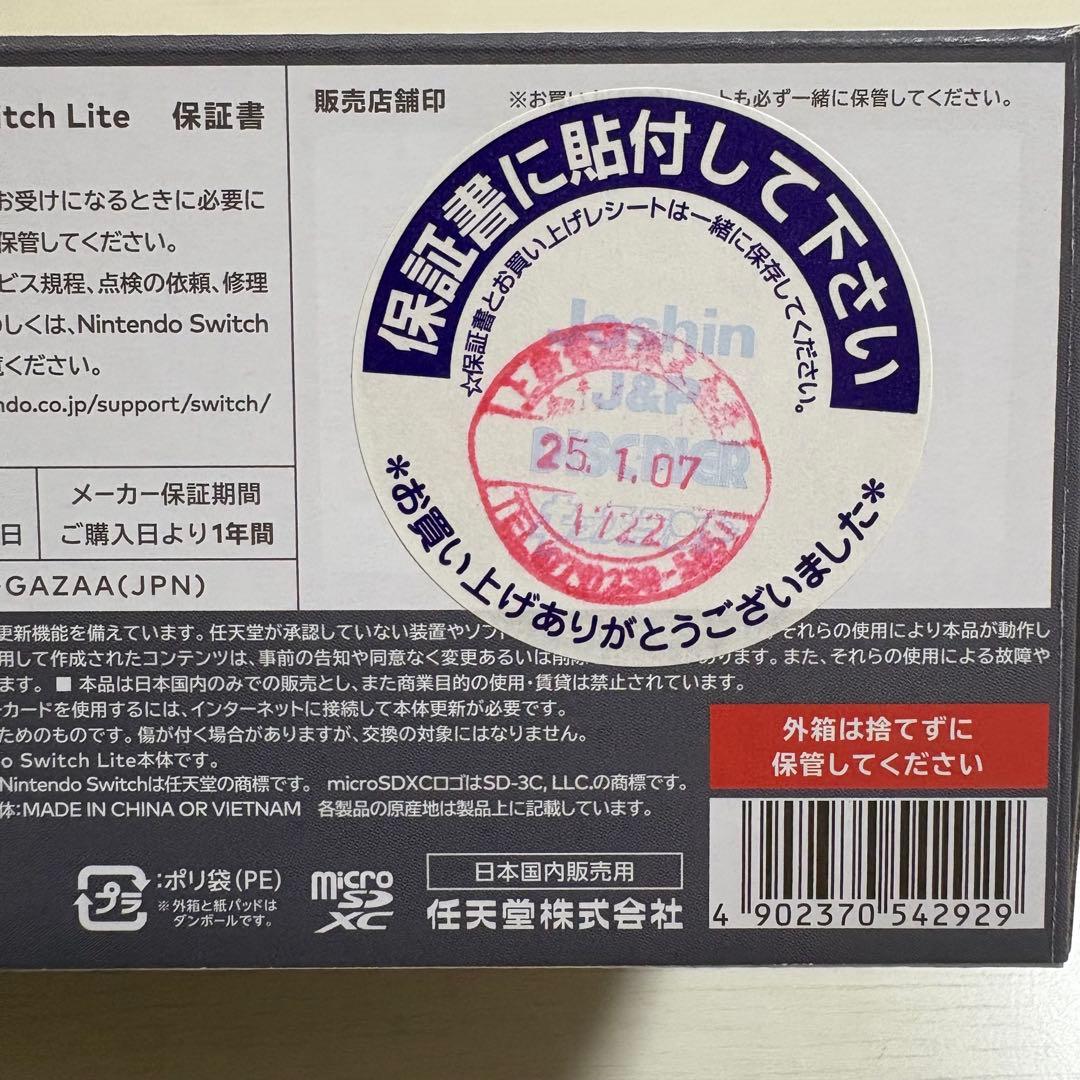 itch Lite 保証書
お受けになるときに必要に
保管してください。
ビス規程、点検の依頼、修理
しくは、Nintendo Switch
ください。
ndo.co.jp/support/switch/
日
メーカー保証期間
ご購入日より1年間
GAZAA(JPN)
販売店舗印
※お買い
トも必ず一緒に保管してください。
保証書に貼付して下さい
☆保証書とお買い上げレシートは一緒に保存してください。
Joshin
J&P
DISC PIER
25.1.07
1722
*お買い上げありがとうございました*
更新機能を備えています。任天堂が承認していない装置やソフト
それらの使用により本品が動作し
用して作成されたコンテンツは、事前の告知や同意なく変更あるいは削除
あります。また、それらの使用による故障や
ます。■ 本品は日本国内のみでの販売とし、また商業目的の使用・賃貸は禁止されています。
カードを使用するには、インターネットに接続して本体更新が必要です。
ためのものです。傷が付く場合がありますが、交換の対象にはなりません。
o Switch Lite本体です。
Nintendo Switchは任天堂の商標です。 microSDXCロゴはSD-3C, LLC.の商標です。
体：MADE IN CHINA OR VIETNAM 各製品の原産地は製品上に記載しています。
外箱は捨てずに
保管してください
プラ
：ポリ袋(PE)
※外箱と紙パッドは
ダンボールです。
micro
SD
XC
日本国内販売用
任天堂株式会社
4 902370 542929